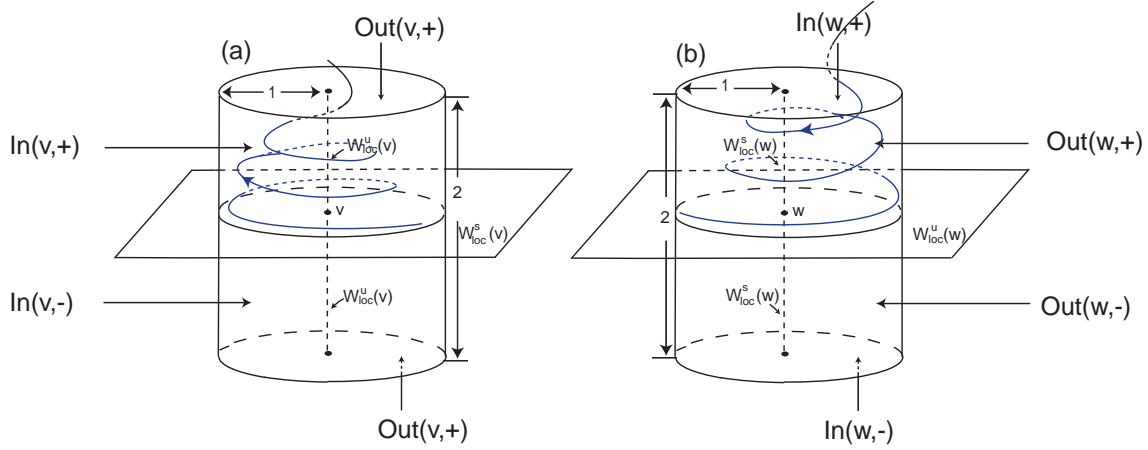 (a)
Out(v,+)
1
In(v,+)
W^u_loc(v)
2
v
W^s_loc(v)
In(v,-)
W^u_loc(v)
Out(v,+)
(b)
In(w,+)
1
Out(w,+)
W^s_loc(w)
2
w
W^u_loc(w)
W^s_loc(w)
Out(w,-)
In(w,-)